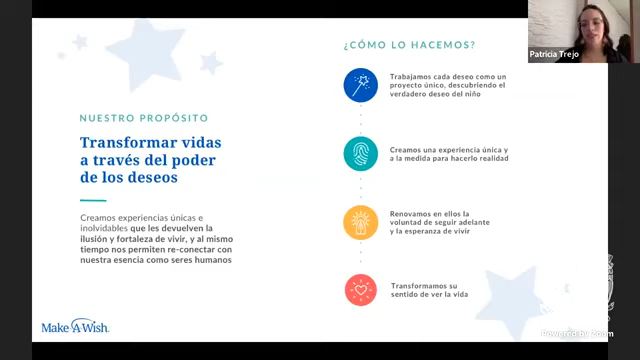 NUESTRO PROPÓSITO
Transformar vidas
a través del poder
de los deseos
Creamos experiencias únicas e
inolvidables que les devuelven la
ilusión y fortaleza de vivir, y al mismo
tiempo nos permiten re-conectar con
nuestra esencia como seres humanos
Make-A-Wish®
¿CÓMO LO HACEMOS?
Trabajamos cada deseo como un
proyecto único, descubriendo el
verdadero deseo del niño
Creamos una experiencia única y
a la medida para hacerlo realidad
Renovamos en ellos la
voluntad de seguir adelante
y la esperanza de vivir
Transformamos su
sentido de ver la vida
Patricia Trejo
Powered by Zoom